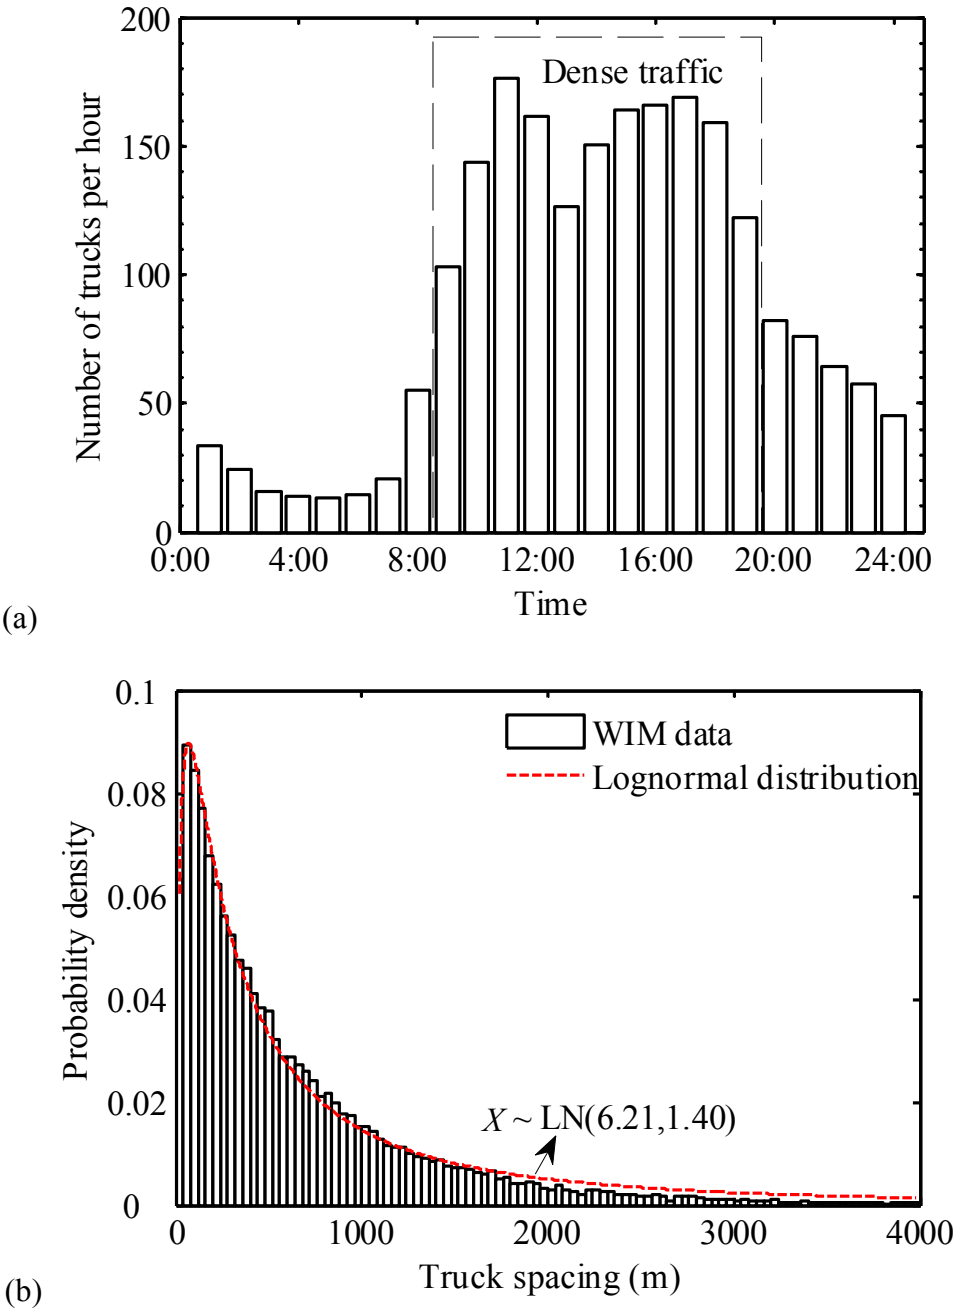 200
150
100
50
0
Number of trucks per hour
Dense traffic
0:00 4:00 8:00 12:00 16:00 20:00 24:00
Time
(a)
0.1
0.08
0.06
0.04
0.02
0
Probability density
WIM data
Lognormal distribution
X ~ LN(6.21,1.40)
0 1000 2000 3000 4000
Truck spacing (m)
(b)